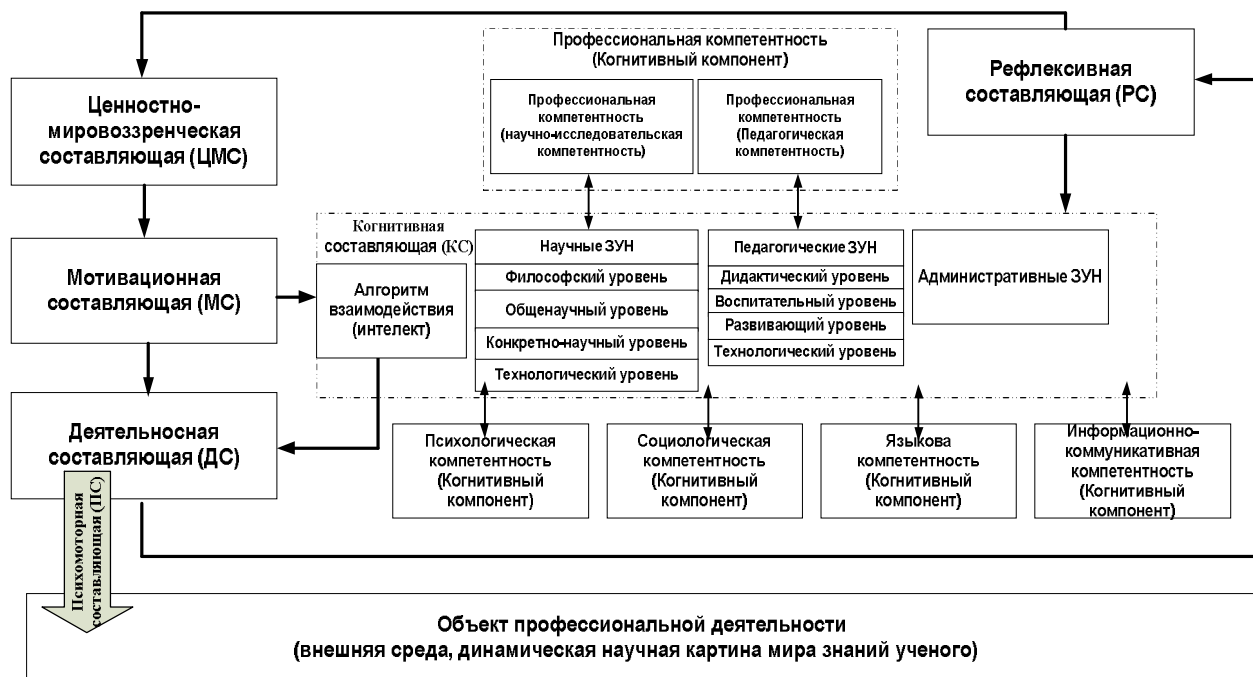 Профессиональная компетентность
(Когнитивный компонент)
Рефлексивная
составляющая (РС)
Ценностно-
мировоззренческая
составляющая (ЦМС)
Профессиональная
компетентность
(научно-исследовательская
компетентность)
Профессиональная
компетентность
(Педагогическая
компетентность)
Когнитивная
составляющая (КС)
Мотивационная
составляющая (МС)
Алгоритм
взаимодействия
(интелект)
Научные ЗУН
Философский уровень
Общенаучный уровень
Конкретно-научный уровень
Технологический уровень
Педагогические ЗУН
Дидактический уровень
Воспитательный уровень
Развивающий уровень
Технологический уровень
Административные ЗУН
Деятельносная
составляющая (ДС)
Психологическая
компетентность
(Когнитивный
компонент)
Социологическая
компетентность
(Когнитивный
компонент)
Языкова
компетентность
(Когнитивный
компонент)
Информационно-
коммуникативная
компетентность
(Когнитивный
компонент)
Психомоторная
составляющая (ПС)
Объект профессиональной деятельности
(внешняя среда, динамическая научная картина мира знаний ученого)